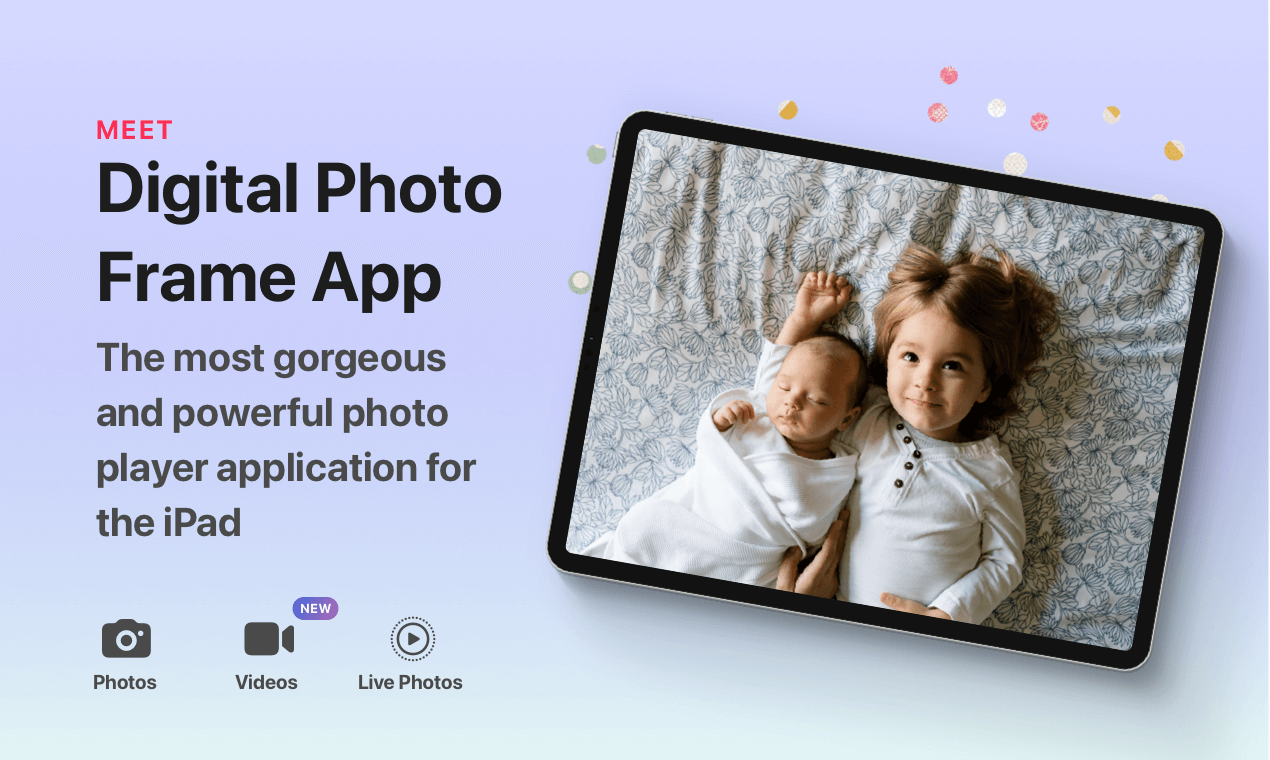 MEET
Digital Photo
Frame App
The most gorgeous
and powerful photo
player application for
the iPad
NEW
Photos
Videos
Live Photos